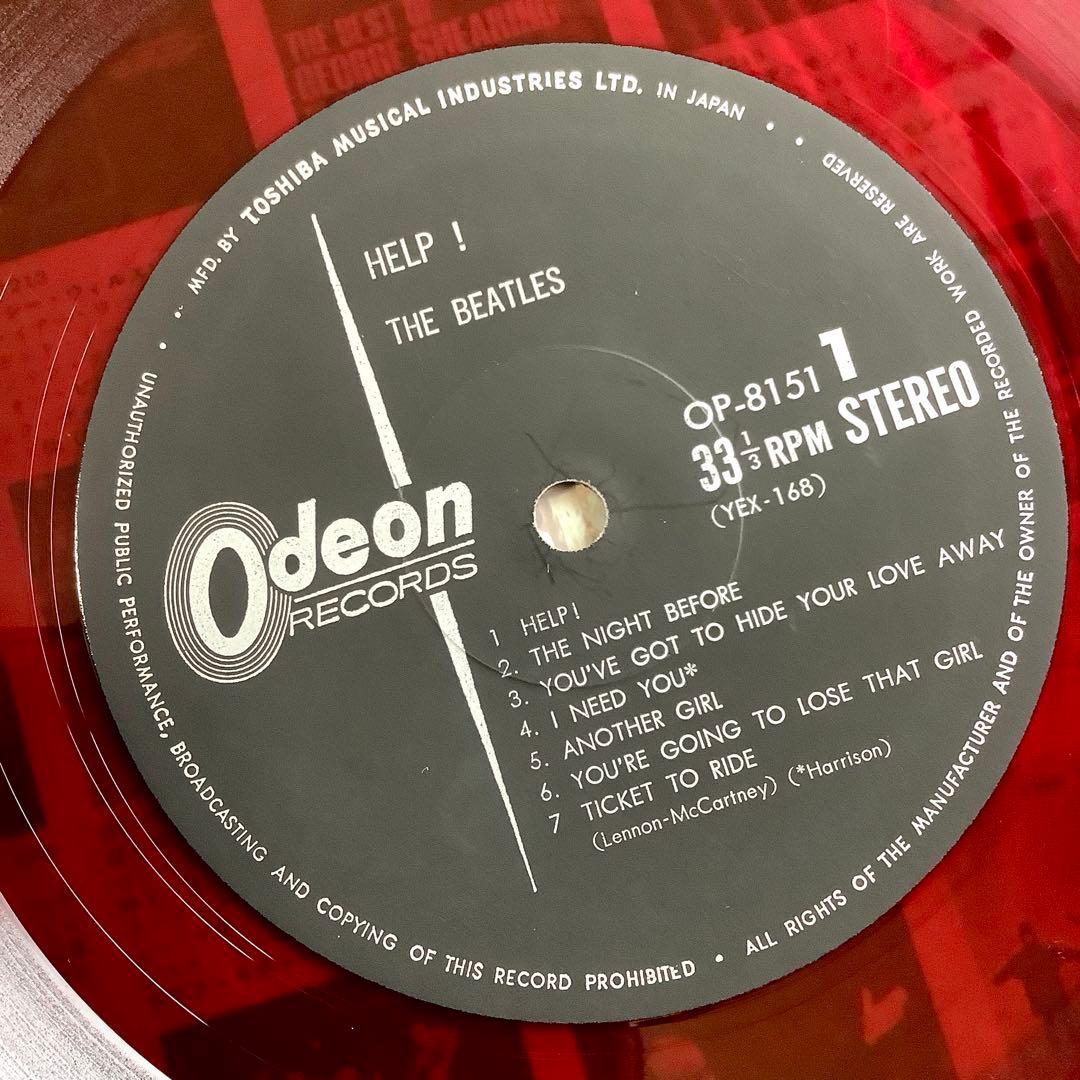 THE BEST OF
GEORGE SHEARING
MFD. BY TOSHIBA MUSICAL INDUSTRIES LTD. IN JAPAN
HELP !
THE BEATLES
OP-8151 1
33 1/3 RPM STEREO
(YEX-168)
Odeon
RECORDS
1 HELP!
2. THE NIGHT BEFORE
3. YOU'VE GOT TO HIDE YOUR LOVE AWAY
4. I NEED YOU*
5. ANOTHER GIRL
6. YOU'RE GOING TO LOSE THAT GIRL
7 TICKET TO RIDE
(Lennon-McCartney) (*Harrison)
UNAUTHORIZED PUBLIC PERFORMANCE, BROADCASTING AND COPYING OF THIS RECORD PROHIBITED • ALL RIGHTS OF THE MANUFACTURER AND OF THE OWNER OF THE RECORDED WORK ARE RESERVED